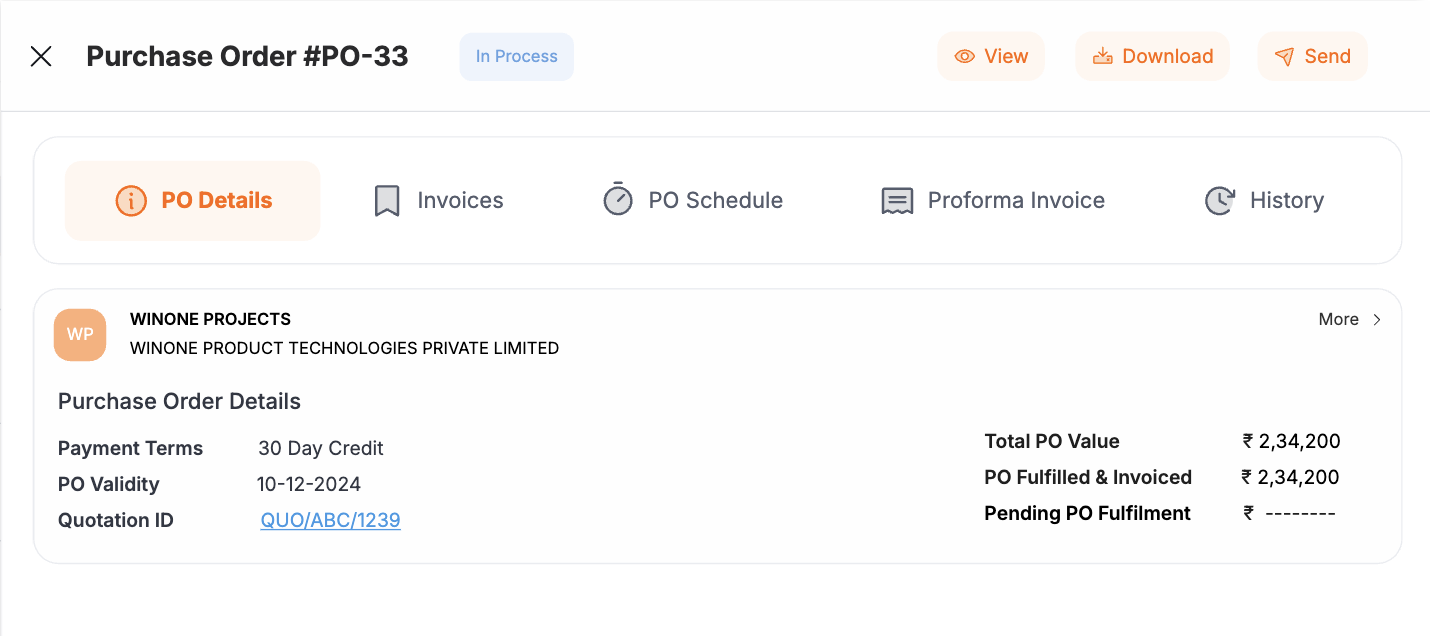 Purchase Order #PO-33
In Process
View
Download
Send
PO Details
Invoices
PO Schedule
Proforma Invoice
History
WP
WINONE PROJECTS
More
WINONE PRODUCT TECHNOLOGIES PRIVATE LIMITED
Purchase Order Details
Payment Terms 30 Day Credit
PO Validity 10-12-2024
Quotation ID QUO/ABC/1239
Total PO Value ₹ 2,34,200
PO Fulfilled & Invoiced ₹ 2,34,200
Pending PO Fulfilment ₹ --------